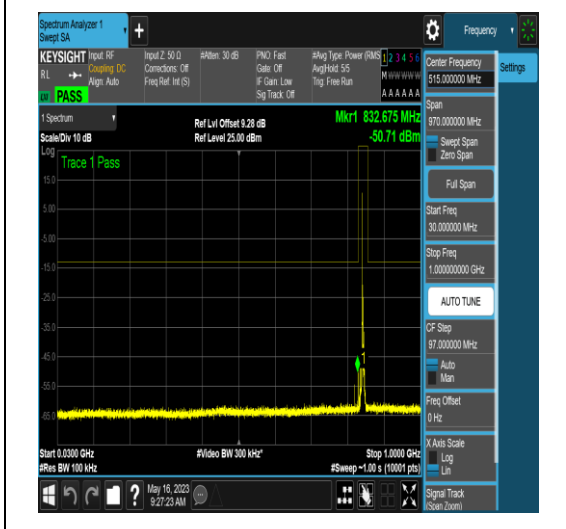 Spectrum Analyzer 1
Swept SA
Frequency
KEYSIGHT
RL
Input: RF
Coupling: DC
Align: Auto
Input Z: 50 Ω
Corrections: Off
Freq Ref: Int (S)
#Atten: 30 dB
PNO: Fast
Gate: Off
IF Gain: Low
Sig Track: Off
#Avg Type: Power (RMS
Avg|Hold: 5/5
Trig: Free Run
1 2 3 4 5 6
M W W W W W
A A A A A A
PASS
Center Frequency
515.000000 MHz
Settings
Span
970.000000 MHz
Swept Span
Zero Span
Full Span
Start Freq
30.000000 MHz
Stop Freq
1.000000000 GHz
AUTO TUNE
CF Step
97.000000 MHz
Auto
Man
Freq Offset
0 Hz
X Axis Scale
Log
Lin
Signal Track
(Span Zoom)
1 Spectrum
Scale/Div 10 dB
Ref Lvl Offset 9.28 dB
Ref Level 25.00 dBm
Mkr1 832.675 MHz
-50.71 dBm
Log
Trace 1 Pass
15.0
5.00
-5.00
-15.0
-25.0
-35.0
-45.0
-55.0
-65.0
1
Start 0.0300 GHz
#Res BW 100 kHz
#Video BW 300 kHz*
Stop 1.0000 GHz
#Sweep ~1.00 s (10001 pts)
?
May 16, 2023
9:27:23 AM